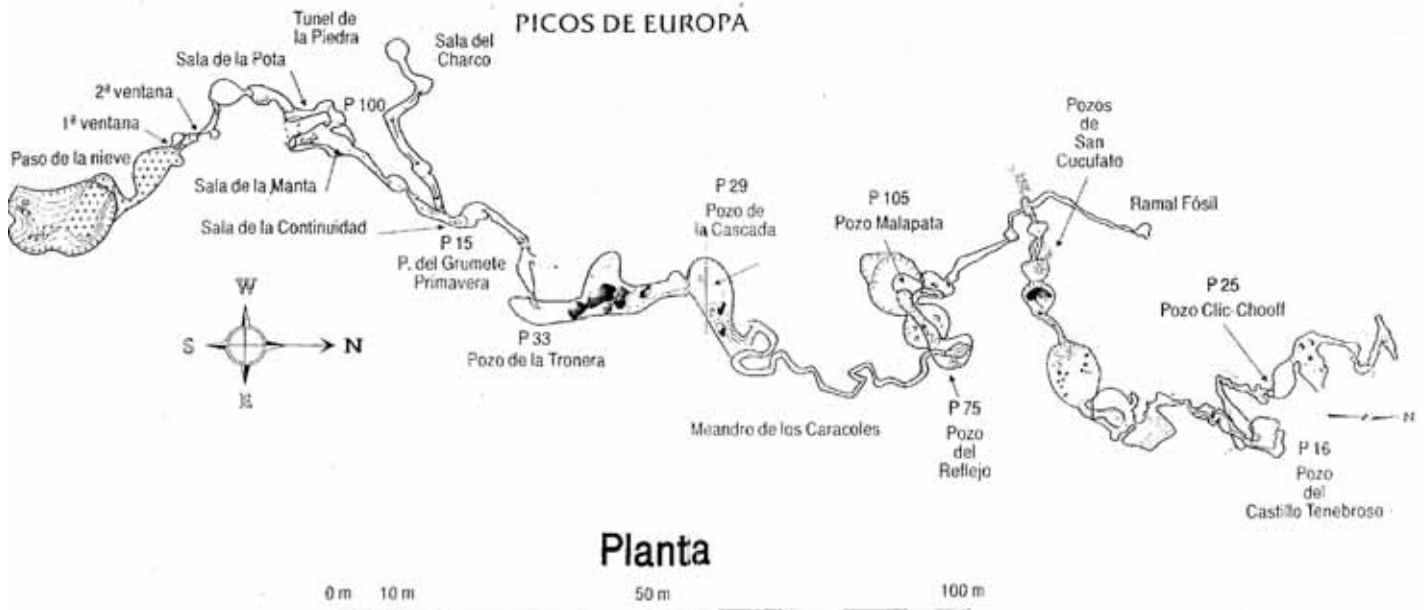 PICOS DE EUROPA
Tunel de
la Piedra
Sala del
Charco
Sala de la Pota
2ª ventana
P 100
1ª ventana
Paso de la nieve
Sala de la Manta
Sala de la Continuidad
P 15
P. del Grumete
Primavera
P 29
Pozo de
la Cascada
P 105
Pozo Malapata
Pozos
de
San
Cucufato
Ramal Fósil
P 25
Pozo Clic-Chooff
W
S
N
E
P 33
Pozo de la Tronera
Meandro de los Caracoles
P 75
Pozo
del
Reflejo
N
P 16
Pozo
del
Castillo Tenebroso
Planta
0 m 10 m 50 m 100 m